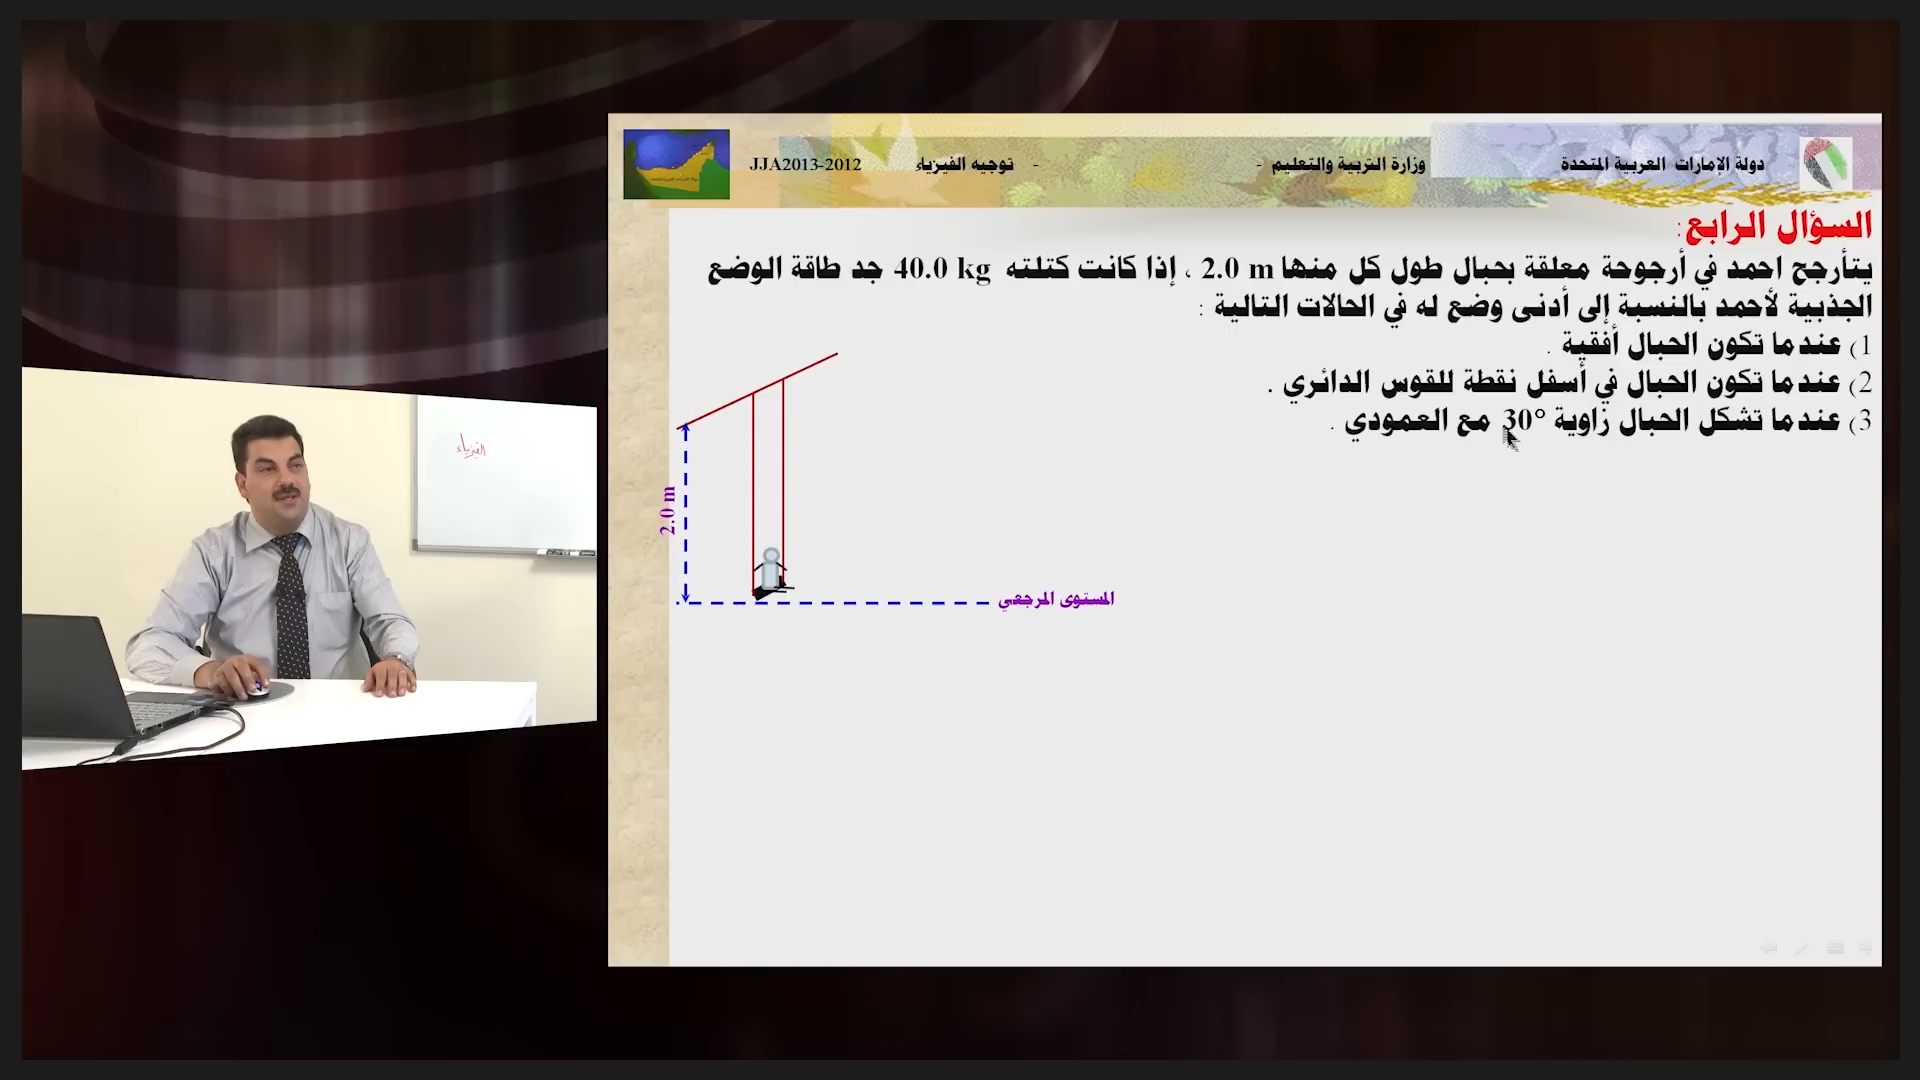 دولة الإمارات العربية المتحدة
وزارة التربية والتعليم -
- توجيه الفيزياء
JJA2013-2012
السؤال الرابع:
يتأرجح احمد في أرجوحة معلقة بحبال طول كل منها 2.0 m ، إذا كانت كتلته 40.0 kg جد طاقة الوضع
الجذبية لأحمد بالنسبة إلى أدنى وضع له في الحالات التالية :
1) عندما تكون الحبال أفقية .
2) عندما تكون الحبال في أسفل نقطة للقوس الدائري .
3) عندما تشكل الحبال زاوية 30° مع العمودي .
2.0 m
المستوى المرجعي
الفيزياء